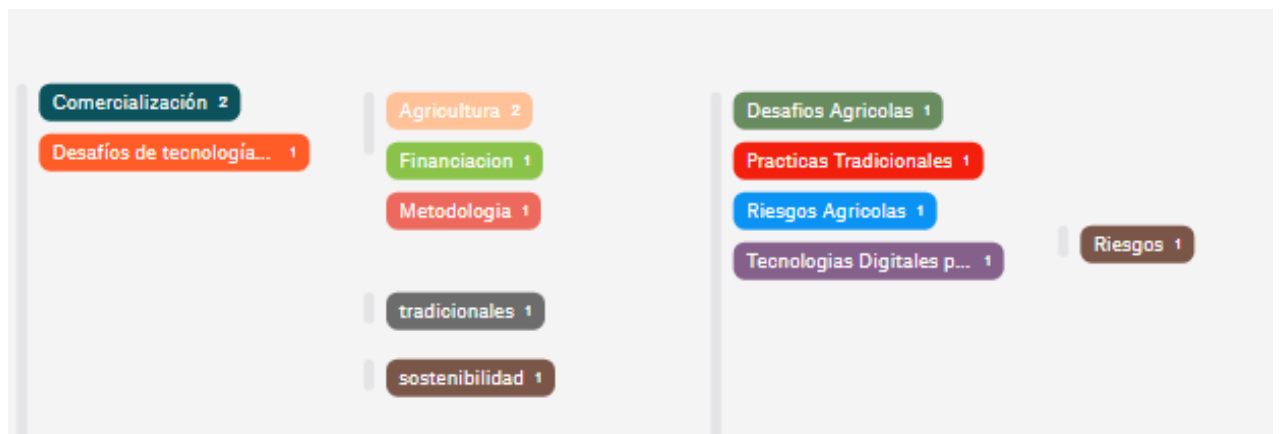 Comercialización 2
Desafíos de tecnología... 1
Agricultura 2
Financiacion 1
Metodologia 1
tradicionales 1
sostenibilidad 1
Desafios Agricolas 1
Practicas Tradicionales 1
Riesgos Agricolas 1
Tecnologias Digitales p... 1
Riesgos 1